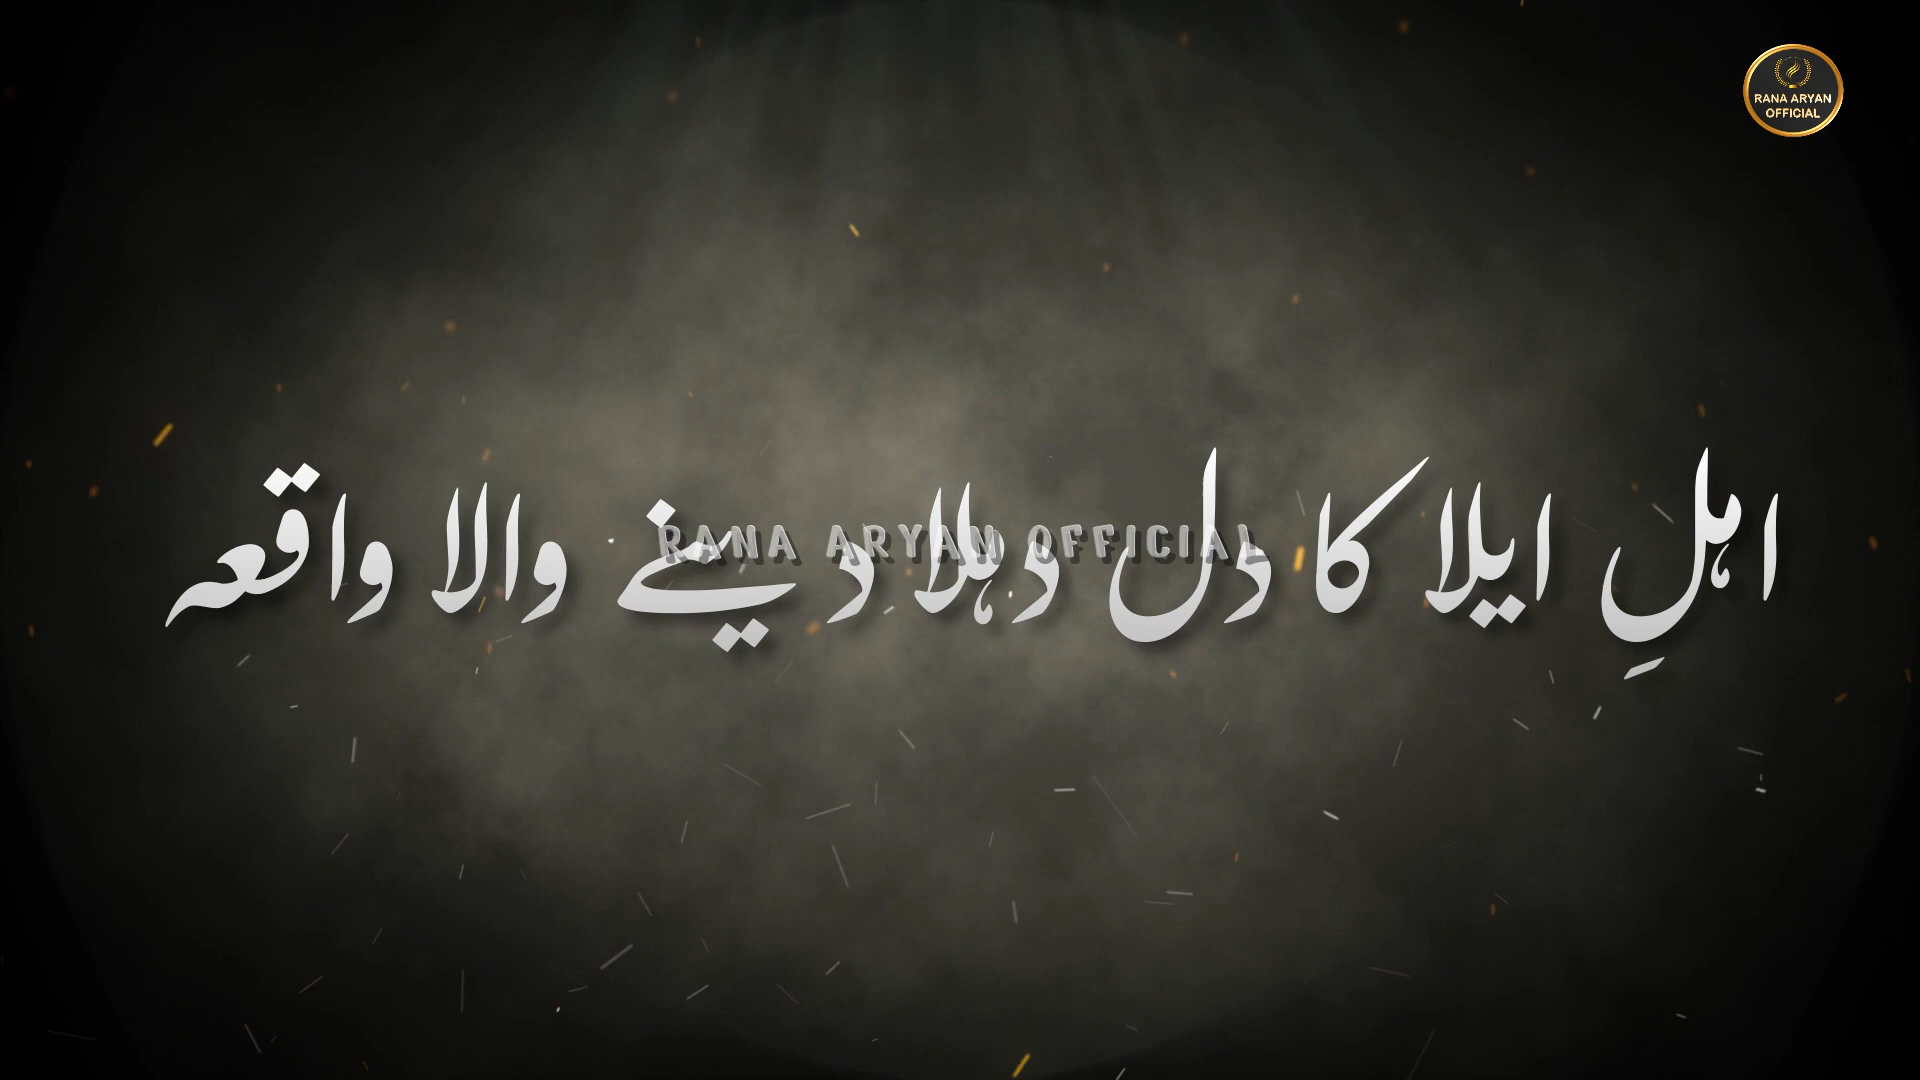 RANA ARYAN
OFFICIAL
اہلِ ایلا کا دل دہلا دینے والا واقعہ
RANA ARYAN OFFICIAL